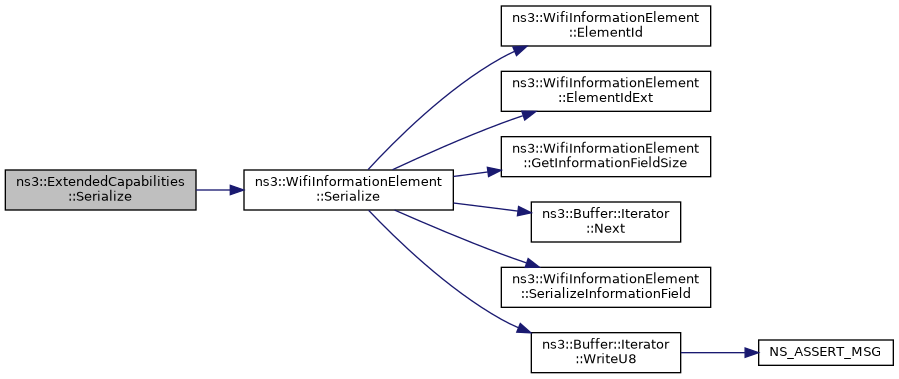 ns3::ExtendedCapabilities
::Serialize
ns3::WifiInformationElement
::Serialize
ns3::WifiInformationElement
::ElementId
ns3::WifiInformationElement
::ElementIdExt
ns3::WifiInformationElement
::GetInformationFieldSize
ns3::Buffer::Iterator
::Next
ns3::WifiInformationElement
::SerializeInformationField
ns3::Buffer::Iterator
::WriteU8
NS_ASSERT_MSG